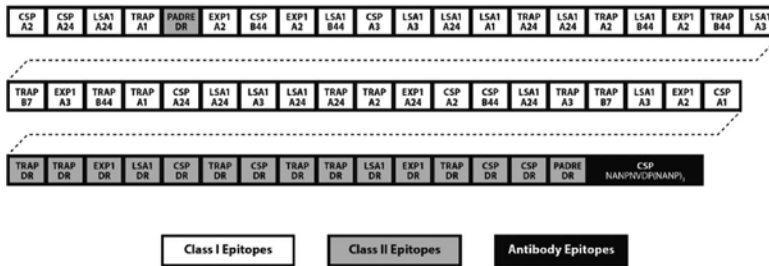 CSP CSP LSA1 TRAP PADRE EXP1 CSP EXP1 LSA1 CSP LSA1 LSA1 LSA1 TRAP LSA1 TRAP LSA1 EXP1 TRAP LSA1
A2 A24 A24 A1 DR A2 B44 A2 B44 A3 A3 A24 A1 A24 A24 A2 B44 A2 B44 A3
TRAP EXP1 TRAP TRAP CSP LSA1 LSA1 LSA1 TRAP TRAP EXP1 CSP CSP LSA1 TRAP TRAP LSA1 EXP1 CSP
B7 A3 B44 A1 A24 A24 A3 A24 A24 A2 A24 A2 B44 A24 A3 B7 A3 A2 A1
TRAP TRAP EXP1 LSA1 CSP TRAP CSP TRAP TRAP LSA1 EXP1 TRAP CSP CSP PADRE CSP
DR DR DR DR DR DR DR DR DR DR DR DR DR DR DR NANPNVDP(NANP)₃
Class I Epitopes
Class II Epitopes
Antibody Epitopes